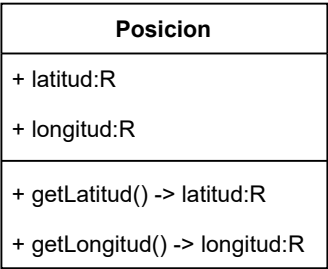 Posicion
+ latitud:R
+ longitud:R
+ getLatitud() -> latitud:R
+ getLongitud() -> longitud:R